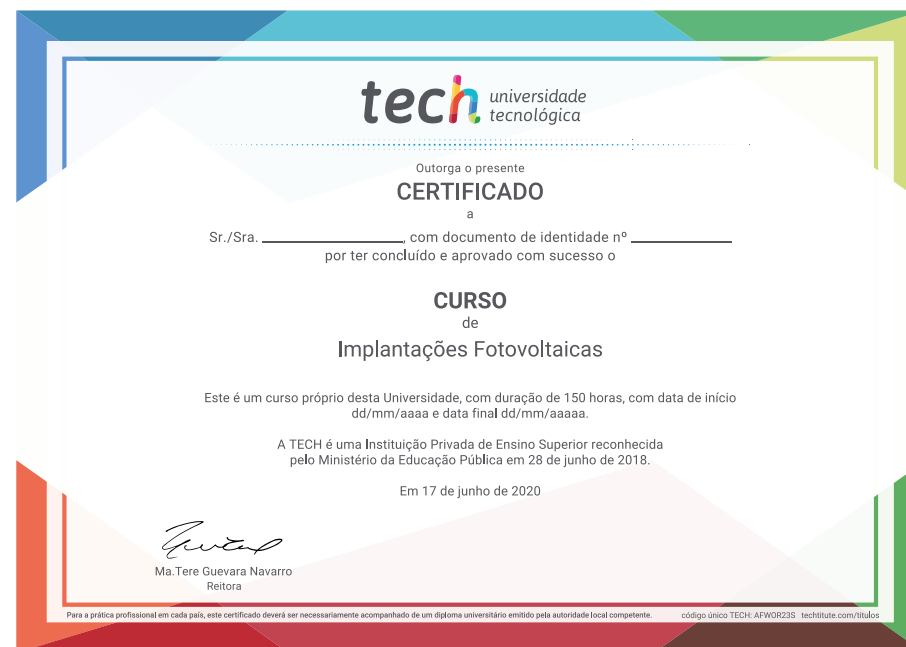 tech universidade
tecnológica
Outorga o presente
CERTIFICADO
a
Sr./Sra. ____________________, com documento de identidade nº ______________
por ter concluído e aprovado com sucesso o
CURSO
de
Implantações Fotovoltaicas
Este é um curso próprio desta Universidade, com duração de 150 horas, com data de início
dd/mm/aaaa e data final dd/mm/aaaaa.
A TECH é uma Instituição Privada de Ensino Superior reconhecida
pelo Ministério da Educação Pública em 28 de junho de 2018.
Em 17 de junho de 2020
Ma.Tere Guevara Navarro
Reitora
Para a prática profissional em cada país, este certificado deverá ser necessariamente acompanhado de um diploma universitário emitido pela autoridade local competente. código único TECH: AFWOR23S techtitute.com/titulos